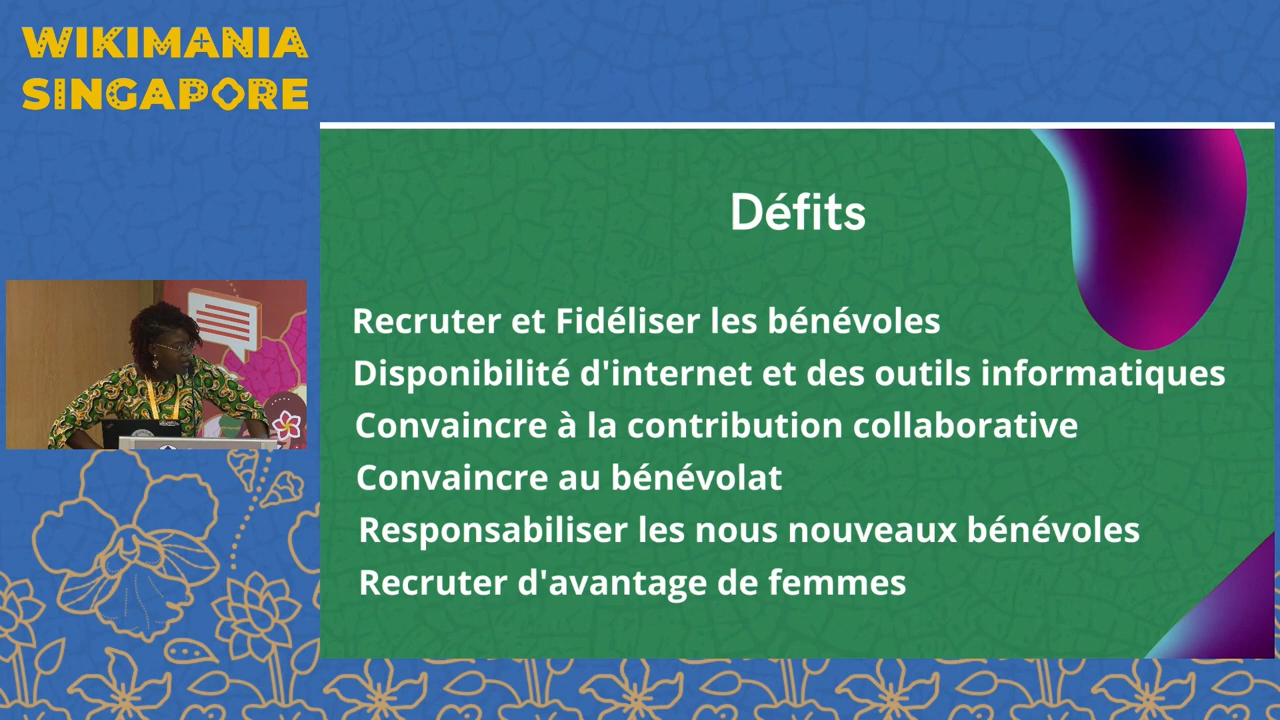 WIKIMANIA
SINGAPORE
Défits
Recruter et Fidéliser les bénévoles
Disponibilité d'internet et des outils informatiques
Convaincre à la contribution collaborative
Convaincre au bénévolat
Responsabiliser les nous nouveaux bénévoles
Recruter d'avantage de femmes